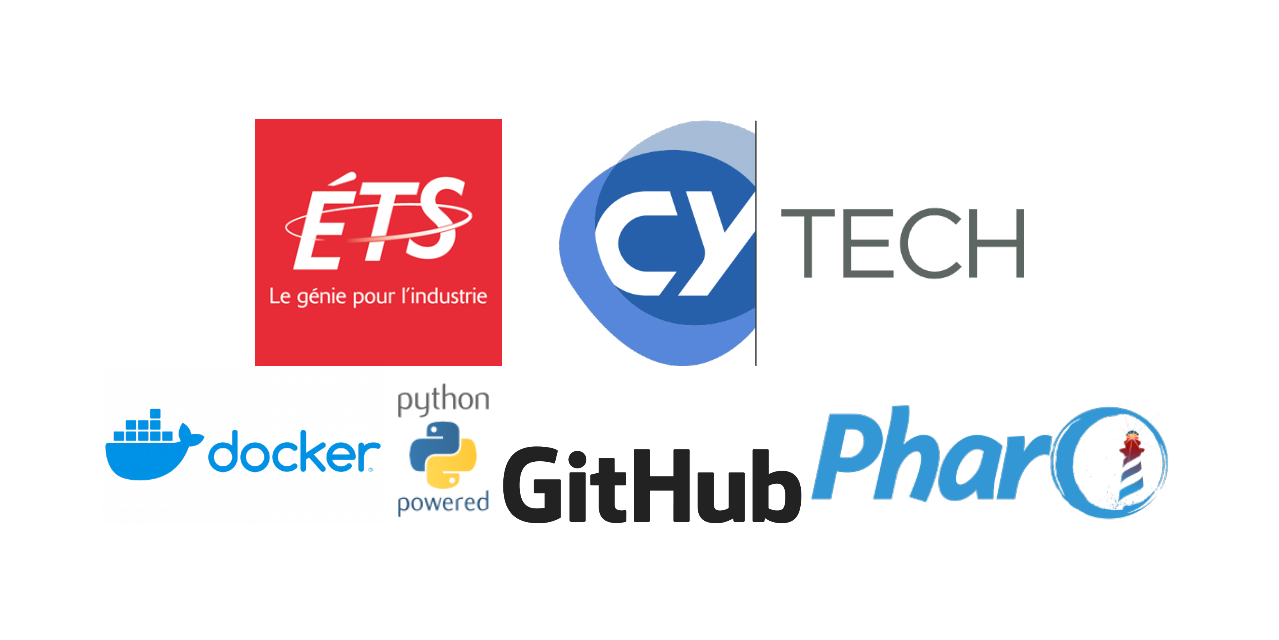 ÉTS
Le génie pour l'industrie
CY TECH
docker
python
powered
GitHub
Pharo